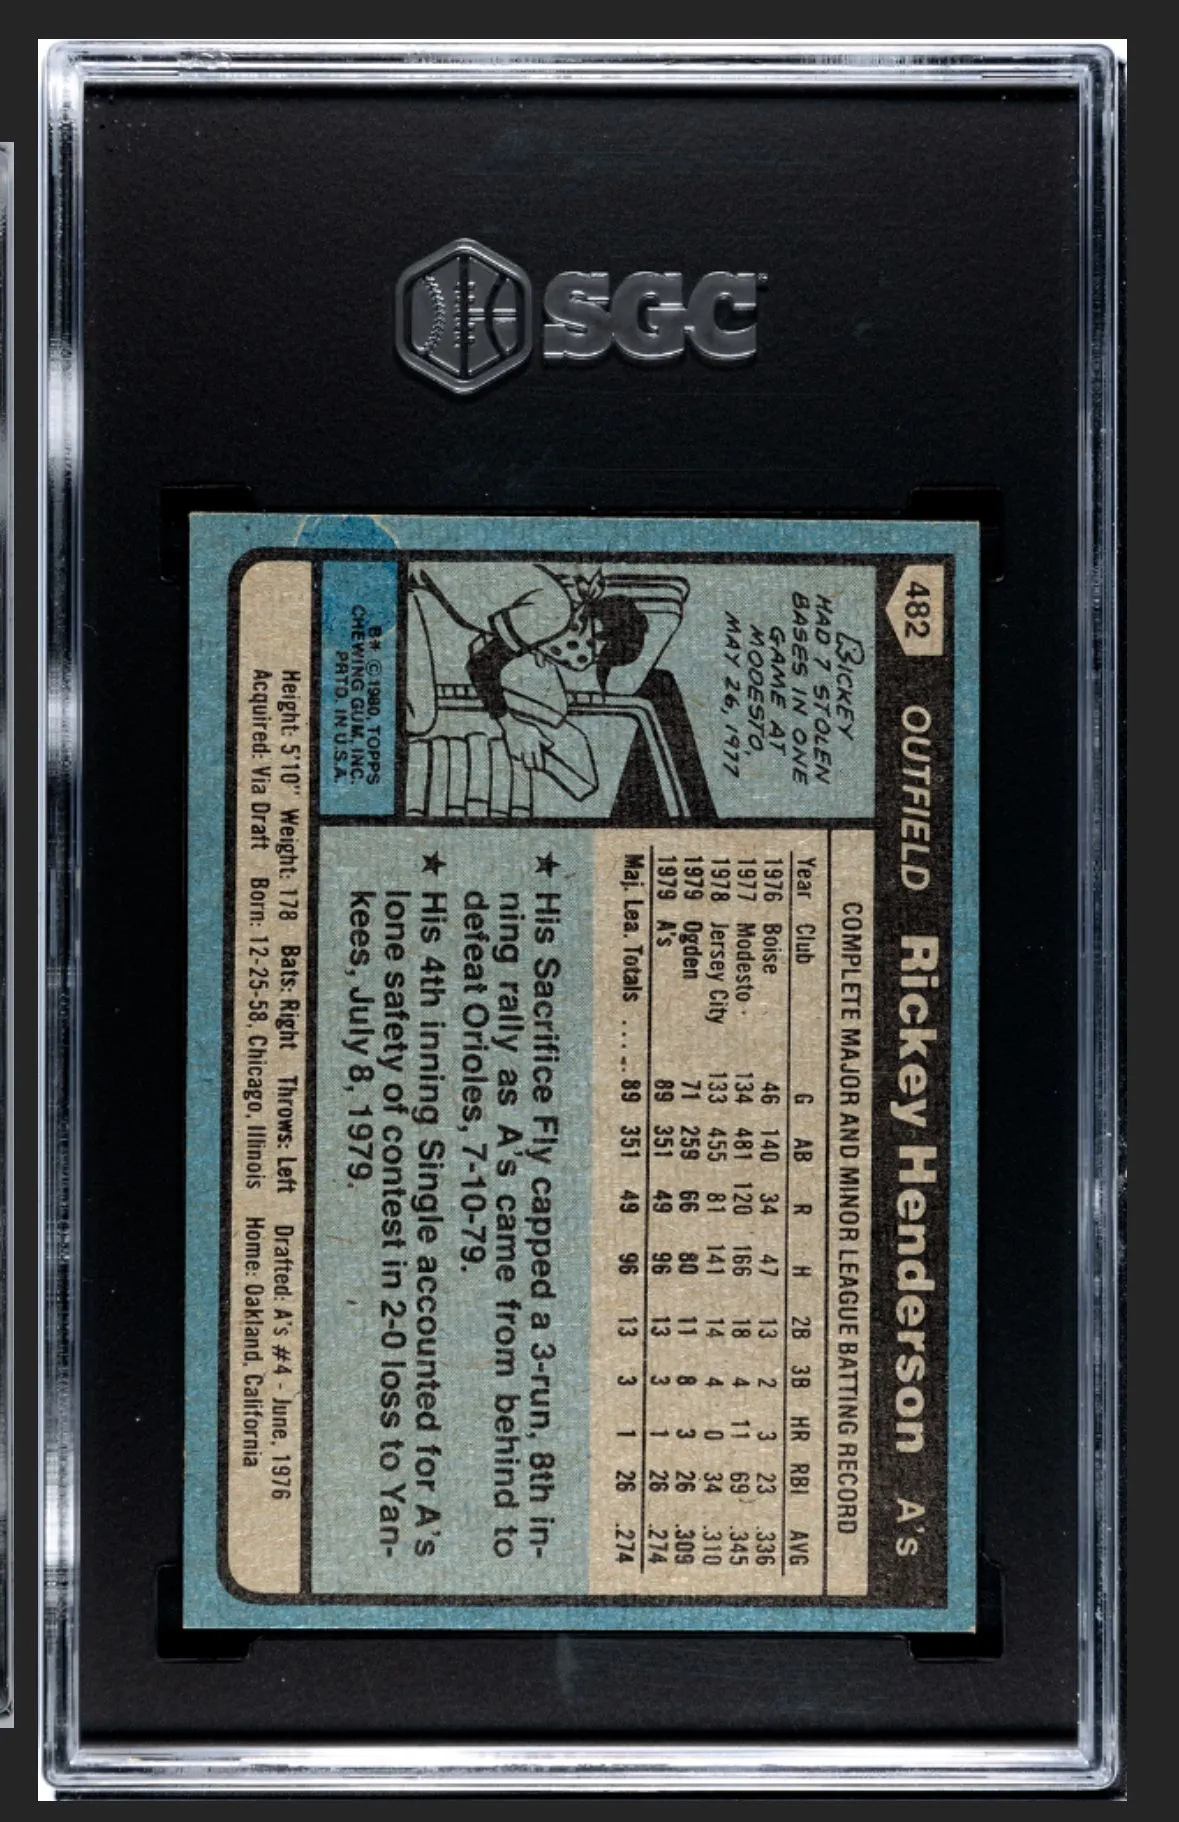 SGC
482 OUTFIELD Rickey Henderson A's
RICKEY
HAD 7 STOLEN
BASES IN ONE
GAME AT
MODESTO,
MAY 26, 1977
COMPLETE MAJOR AND MINOR LEAGUE BATTING RECORD
Year Club G AB R H 2B 3B HR RBI AVG
1976 Boise 46 140 34 47 13 2 3 23 .336
1977 Modesto 134 481 120 166 18 4 11 69 .345
1978 Jersey City 133 455 81 141 14 4 0 34 .310
1979 Ogden 71 259 66 80 11 8 3 26 .309
1979 A's 89 351 49 96 13 3 1 26 .274
Maj. Lea. Totals .... 89 351 49 96 13 3 1 26 .274
★ His Sacrifice Fly capped a 3-run, 8th in-
ning rally as A's came from behind to
defeat Orioles, 7-10-79.
★ His 4th inning Single accounted for A's
lone safety of contest in 2-0 loss to Yan-
kees, July 8, 1979.
B* © 1980, TOPPS
CHEWING GUM, INC.
PRTD. IN U.S.A.
Height: 5'10" Weight: 178 Bats: Right Throws: Left Drafted: A's #4 - June, 1976
Acquired: Via Draft Born: 12-25-58, Chicago, Illinois Home: Oakland, California